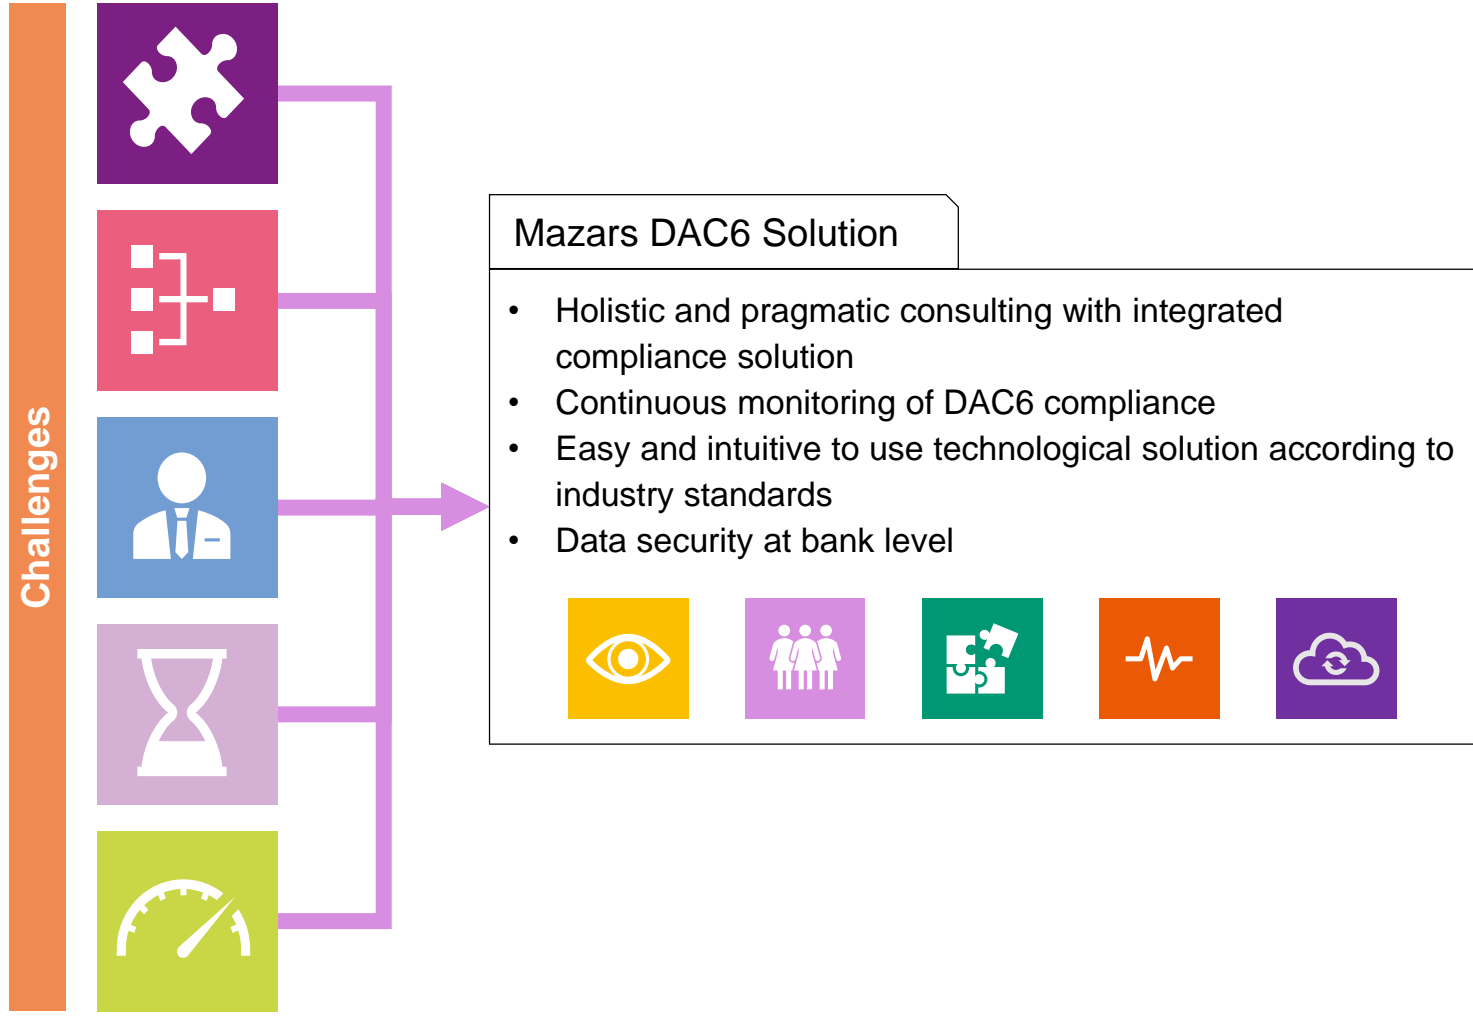 Challenges
Mazars DAC6 Solution
• Holistic and pragmatic consulting with integrated
compliance solution
• Continuous monitoring of DAC6 compliance
• Easy and intuitive to use technological solution according to
industry standards
• Data security at bank level